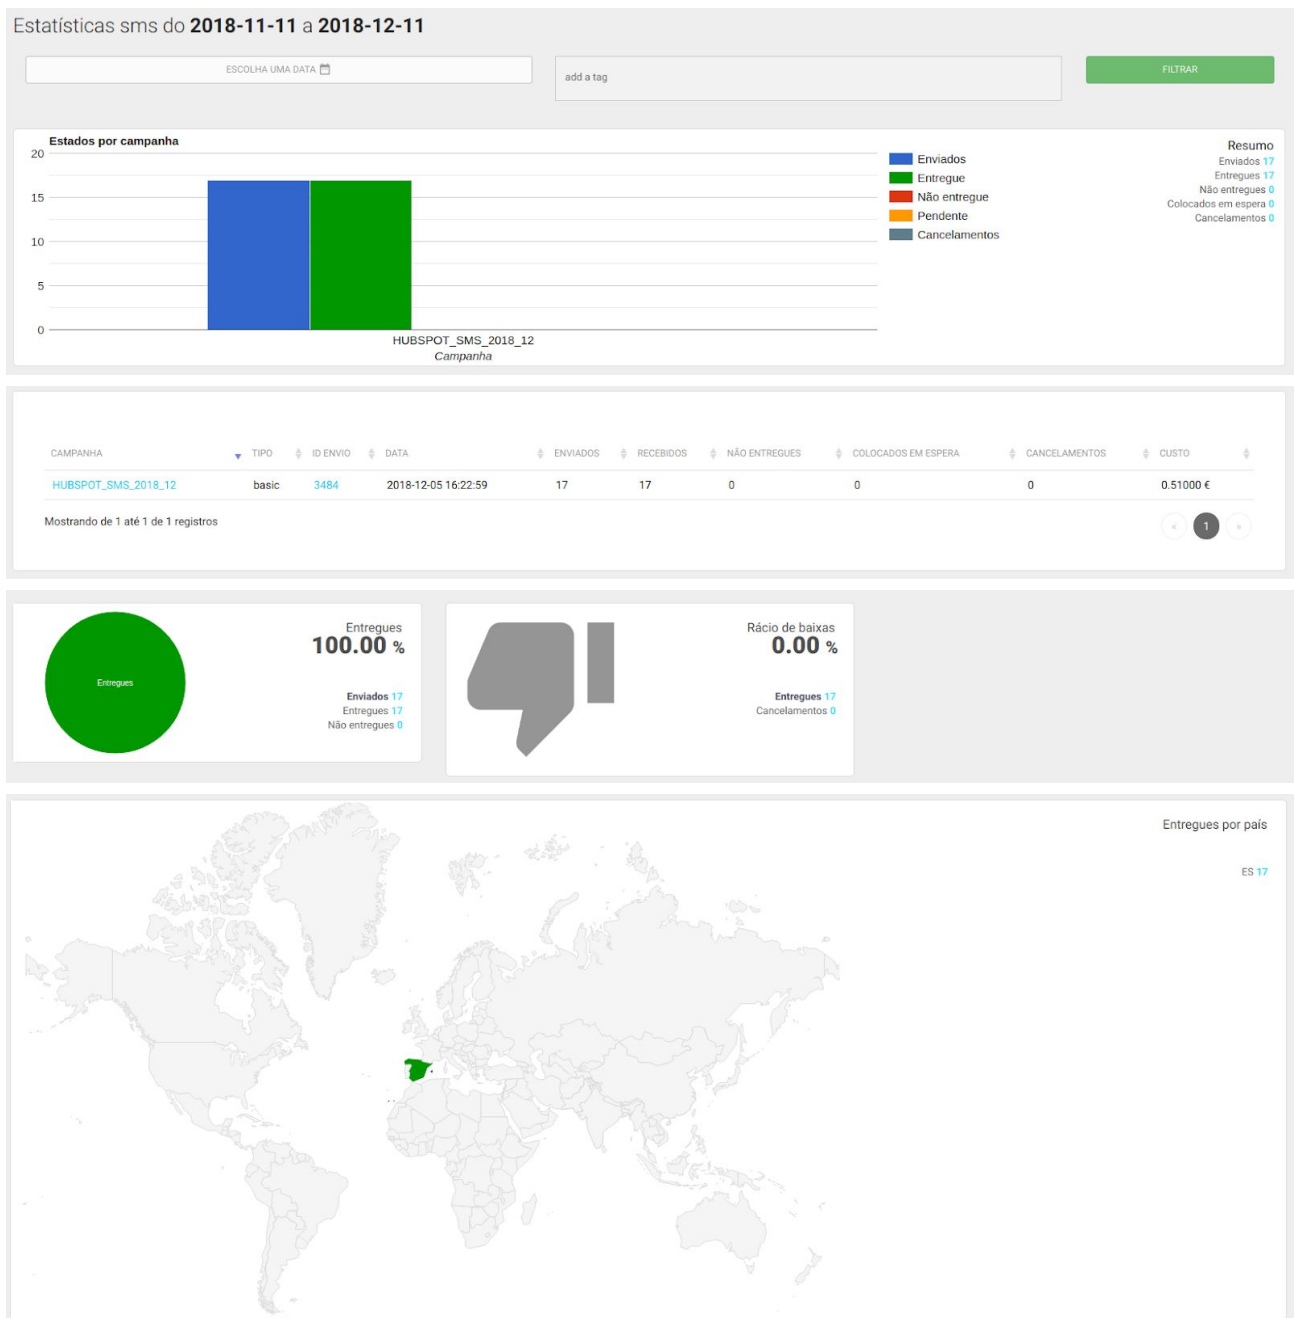 Estatísticas sms do 2018-11-11 a 2018-12-11
ESCOLHA UMA DATA
add a tag
FILTRAR
Estados por campanha
20
15
10
5
0
HUBSPOT_SMS_2018_12
Campanha
Enviados
Entregue
Não entregue
Pendente
Cancelamentos
Resumo
Enviados 17
Entregues 17
Não entregues 0
Colocados em espera 0
Cancelamentos 0
CAMPANHA TIPO ID ENVIO DATA ENVIADOS RECEBIDOS NÃO ENTREGUES COLOCADOS EM ESPERA CANCELAMENTOS CUSTO
HUBSPOT_SMS_2018_12 basic 3484 2018-12-05 16:22:59 17 17 0 0 0 0.51000 €
Mostrando de 1 até 1 de 1 registros
« 1 »
Entregues
Entregues
100.00 %
Enviados 17
Entregues 17
Não entregues 0
Rácio de baixas
0.00 %
Entregues 17
Cancelamentos 0
Entregues por país
ES 17